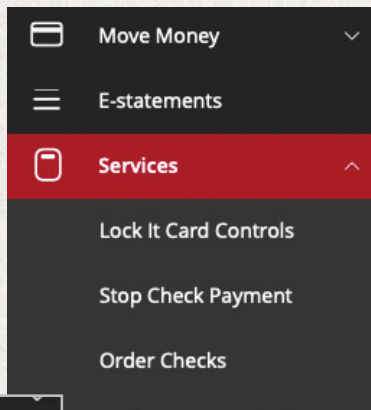 Move Money
E-statements
Services
Lock It Card Controls
Stop Check Payment
Order Checks